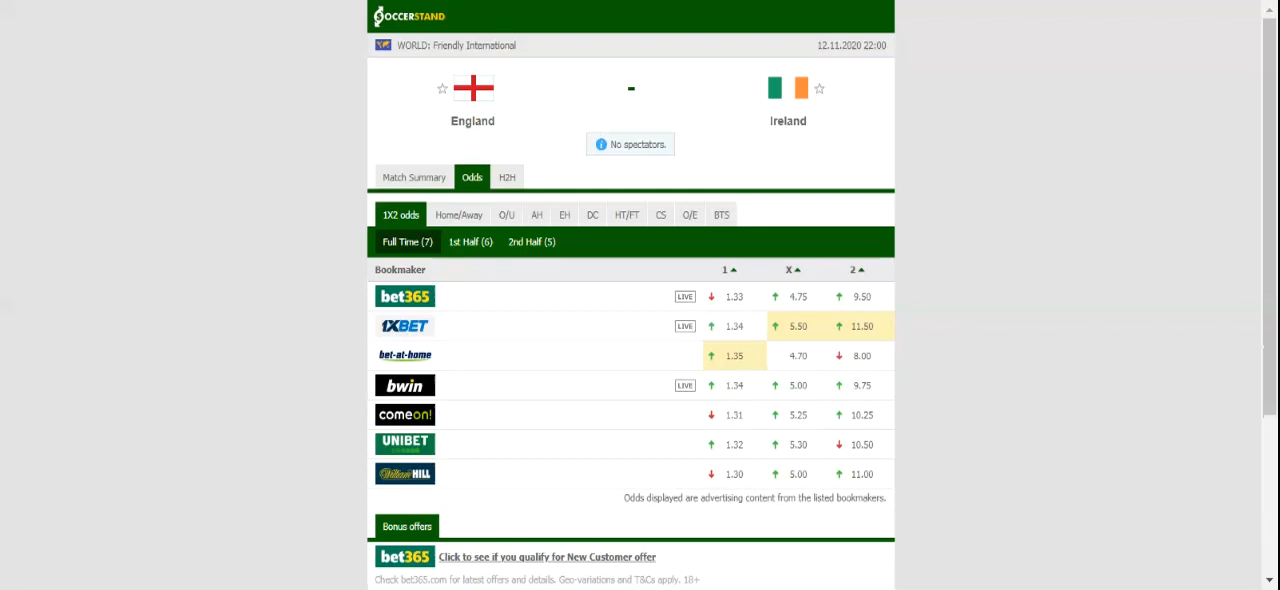 SOCCERSTAND
WORLD: Friendly International 12.11.2020 22:00
-
England Ireland
No spectators.
Match Summary Odds H2H
1X2 odds Home/Away O/U AH EH DC HT/FT CS O/E BTS
Full Time (7) 1st Half (6) 2nd Half (5)
Bookmaker 1 X 2
bet365 LIVE 1.33 4.75 9.50
1XBET LIVE 1.34 5.50 11.50
bet-at-home 1.35 4.70 8.00
bwin LIVE 1.34 5.00 9.75
comeon! 1.31 5.25 10.25
UNIBET 1.32 5.30 10.50
William HILL 1.30 5.00 11.00
Odds displayed are advertising content from the listed bookmakers.
Bonus offers
bet365 Click to see if you qualify for New Customer offer
Check bet365.com for latest offers and details. Geo-variations and T&Cs apply. 18+